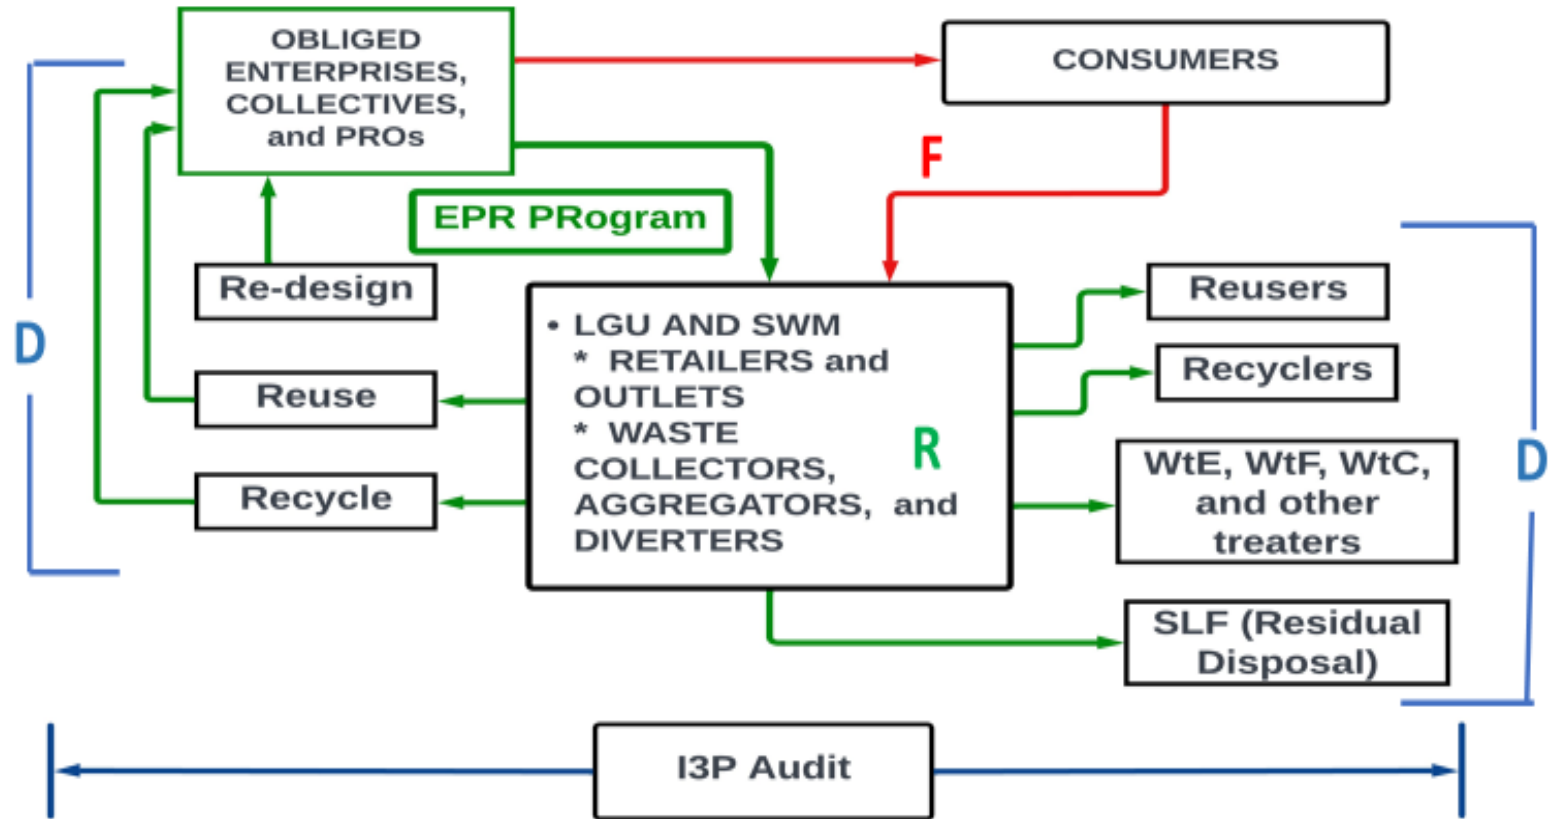 OBLIGED
ENTERPRISES,
COLLECTIVES,
and PROs
CONSUMERS
F
EPR PRogram
Re-design
Reuse
Recycle
D
• LGU AND SWM
* RETAILERS and
OUTLETS
* WASTE
COLLECTORS,
AGGREGATORS, and
DIVERTERS
R
Reusers
Recyclers
WtE, WtF, WtC,
and other
treaters
SLF (Residual
Disposal)
D
I3P Audit